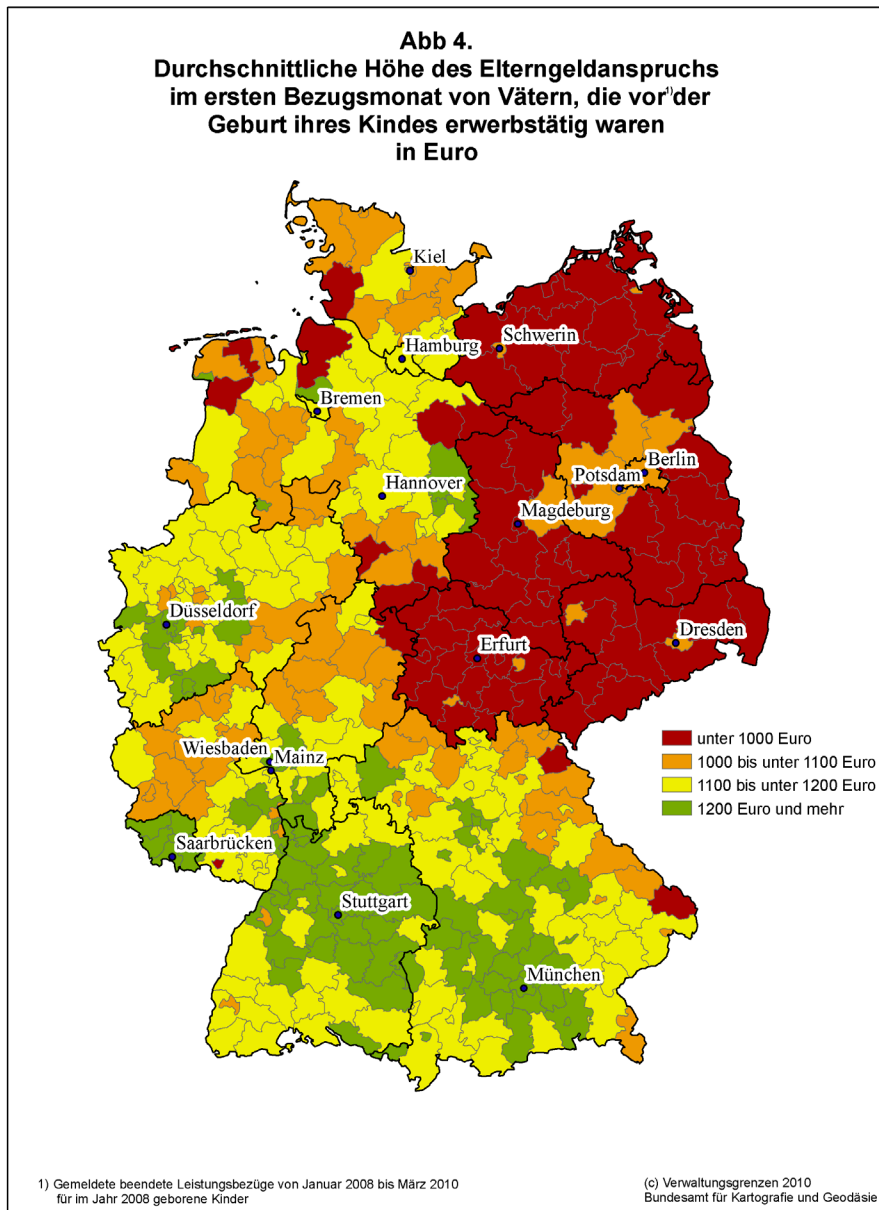 Abb 4.
Durchschnittliche Höhe des Elterngeldanspruchs
im ersten Bezugsmonat von Vätern, die vor¹⁾der
Geburt ihres Kindes erwerbstätig waren
in Euro
Kiel
Schwerin
Hamburg
Bremen
Berlin
Potsdam
Hannover
Magdeburg
Düsseldorf
Dresden
Erfurt
Wiesbaden
Mainz
Saarbrücken
Stuttgart
München
unter 1000 Euro
1000 bis unter 1100 Euro
1100 bis unter 1200 Euro
1200 Euro und mehr
1) Gemeldete beendete Leistungsbezüge von Januar 2008 bis März 2010
für im Jahr 2008 geborene Kinder
(c) Verwaltungsgrenzen 2010
Bundesamt für Kartografie und Geodäsie